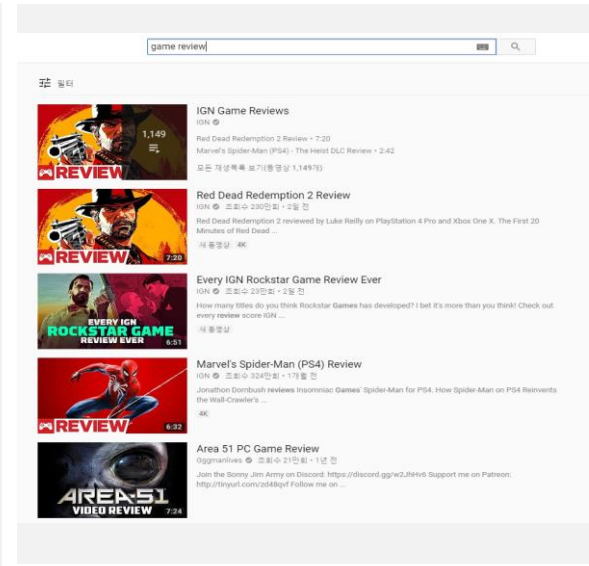 game review
필터
1,149
REVIEW
IGN Game Reviews
IGN
Red Dead Redemption 2 Review • 7:20
Marvel's Spider-Man (PS4) - The Heist DLC Review • 2:42
모든 재생목록 보기(동영상 1,149개)
REVIEW
7:20
Red Dead Redemption 2 Review
IGN 조회수 230만회 • 2일 전
Red Dead Redemption 2 reviewed by Luke Reilly on PlayStation 4 Pro and Xbox One X. The First 20
Minutes of Red Dead ...
새 동영상 4K
EVERY IGN
ROCKSTAR GAME
REVIEW EVER
6:51
Every IGN Rockstar Game Review Ever
IGN 조회수 23만회 • 2일 전
How many titles do you think Rockstar Games has developed? I bet it's more than you think! Check out
every review score IGN ...
새 동영상
REVIEW
6:32
Marvel's Spider-Man (PS4) Review
IGN 조회수 324만회 • 1개월 전
Jonathon Dornbush reviews Insomniac Games' Spider-Man for PS4. How Spider-Man on PS4 Reinvents
the Wall-Crawler's ...
4K
AREA-51
VIDEO REVIEW
7:24
Area 51 PC Game Review
Gggmanlives 조회수 21만회 • 1년 전
Join the Sonny Jim Army on Discord: https://discord.gg/w2JhHv6 Support me on Patreon:
http://tinyurl.com/zd48qvf Follow me on ...